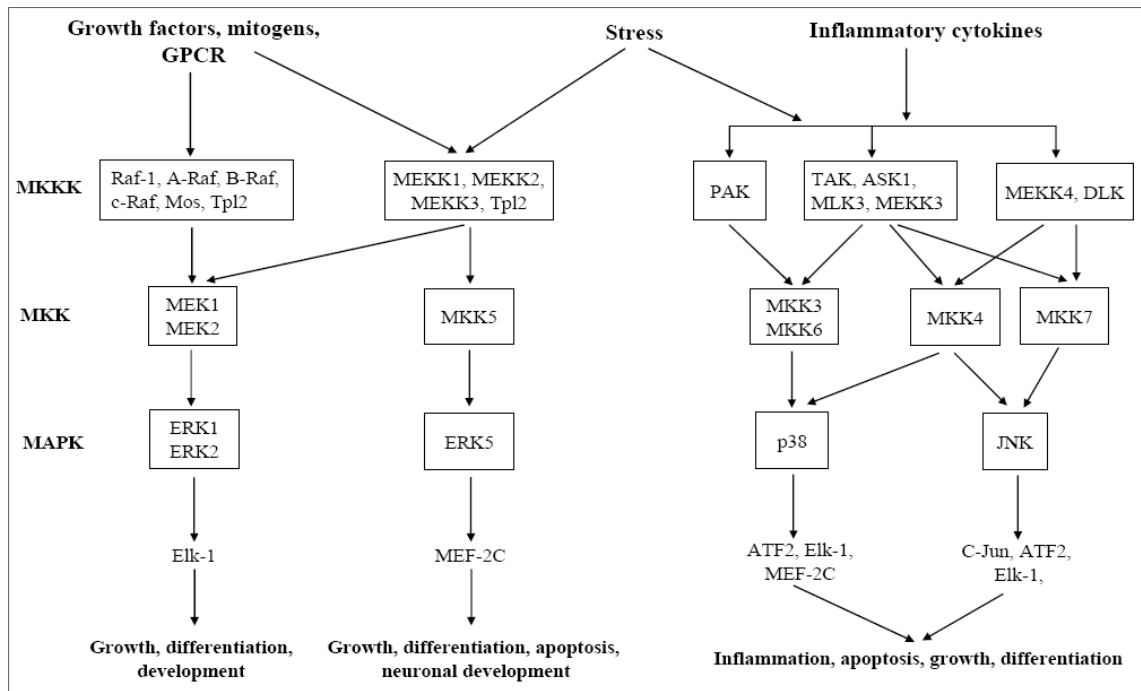 Growth factors, mitogens,
GPCR
Stress
Inflammatory cytokines
MKKK
Raf-1, A-Raf, B-Raf,
c-Raf, Mos, Tpl2
MEKK1, MEKK2,
MEKK3, Tpl2
PAK
TAK, ASK1,
MLK3, MEKK3
MEKK4, DLK
MKK
MEK1
MEK2
MKK5
MKK3
MKK6
MKK4
MKK7
MAPK
ERK1
ERK2
ERK5
p38
JNK
Elk-1
MEF-2C
ATF2, Elk-1,
MEF-2C
C-Jun, ATF2,
Elk-1,
Growth, differentiation,
development
Growth, differentiation, apoptosis,
neuronal development
Inflammation, apoptosis, growth, differentiation